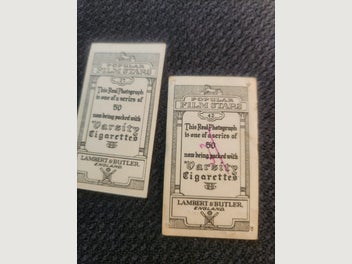 POPULAR
FILM STARS
This Real Photograph
is one of a series of
50
now being packed with
Varsity
Cigarettes
LAMBERT & BUTLER,
ENGLAND.
POPULAR
FILM STARS
This Real Photograph
is one of a series of
50
now being packed with
Varsity
Cigarettes
LAMBERT & BUTLER,
ENGLAND.